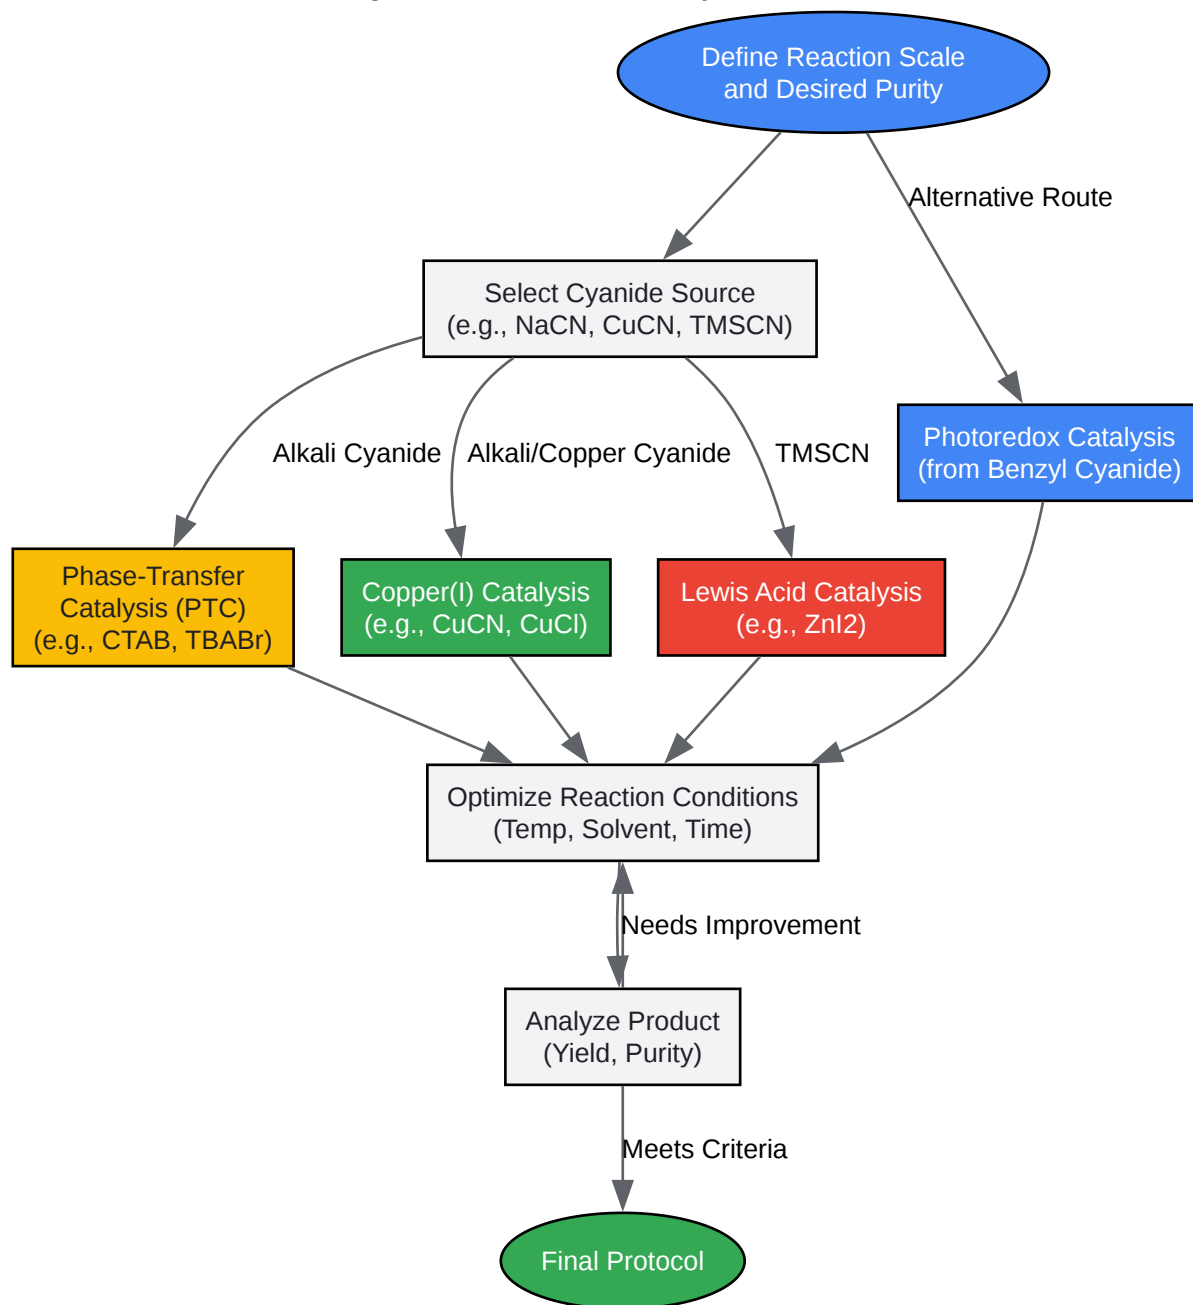 Define Reaction Scale
and Desired Purity
Alternative Route
Select Cyanide Source
(e.g., NaCN, CuCN, TMSCN)
Photoredox Catalysis
(from Benzyl Cyanide)
Alkali Cyanide
Alkali/Copper Cyanide
TMSCN
Phase-Transfer
Catalysis (PTC)
(e.g., CTAB, TBABr)
Copper(I) Catalysis
(e.g., CuCN, CuCl)
Lewis Acid Catalysis
(e.g., ZnI2)
Optimize Reaction Conditions
(Temp, Solvent, Time)
Needs Improvement
Analyze Product
(Yield, Purity)
Meets Criteria
Final Protocol